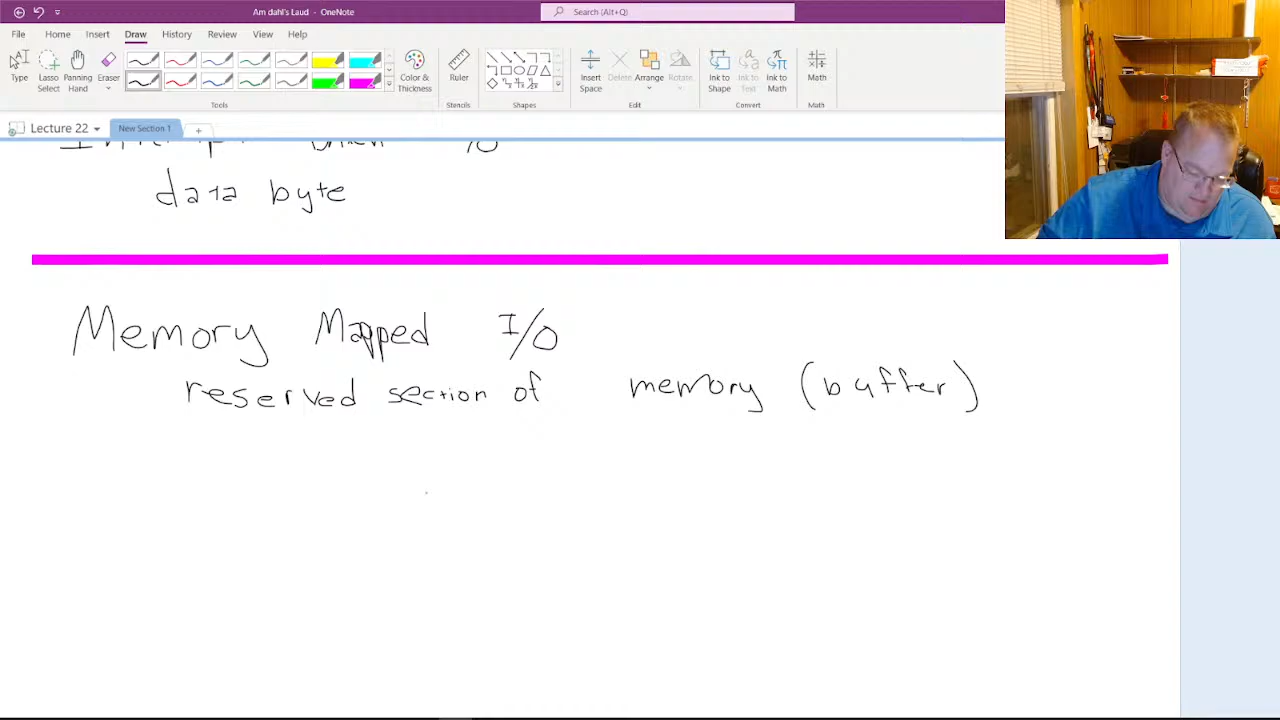 Am dahl's Laud - OneNote
Search (Alt+Q)
File Home Insert Draw History Review View Help
Type Lasso Select Panning Hand Eraser Color & Thickness Ruler Insert Space Delete Arrange Rotate Ink to Shape Ink to Text Ink to Math Math
Tools Stencils Shapes Edit Convert Math
Lecture 22 New Section 1 +
data byte
Memory Mapped I/O
reserved section of memory (buffer)